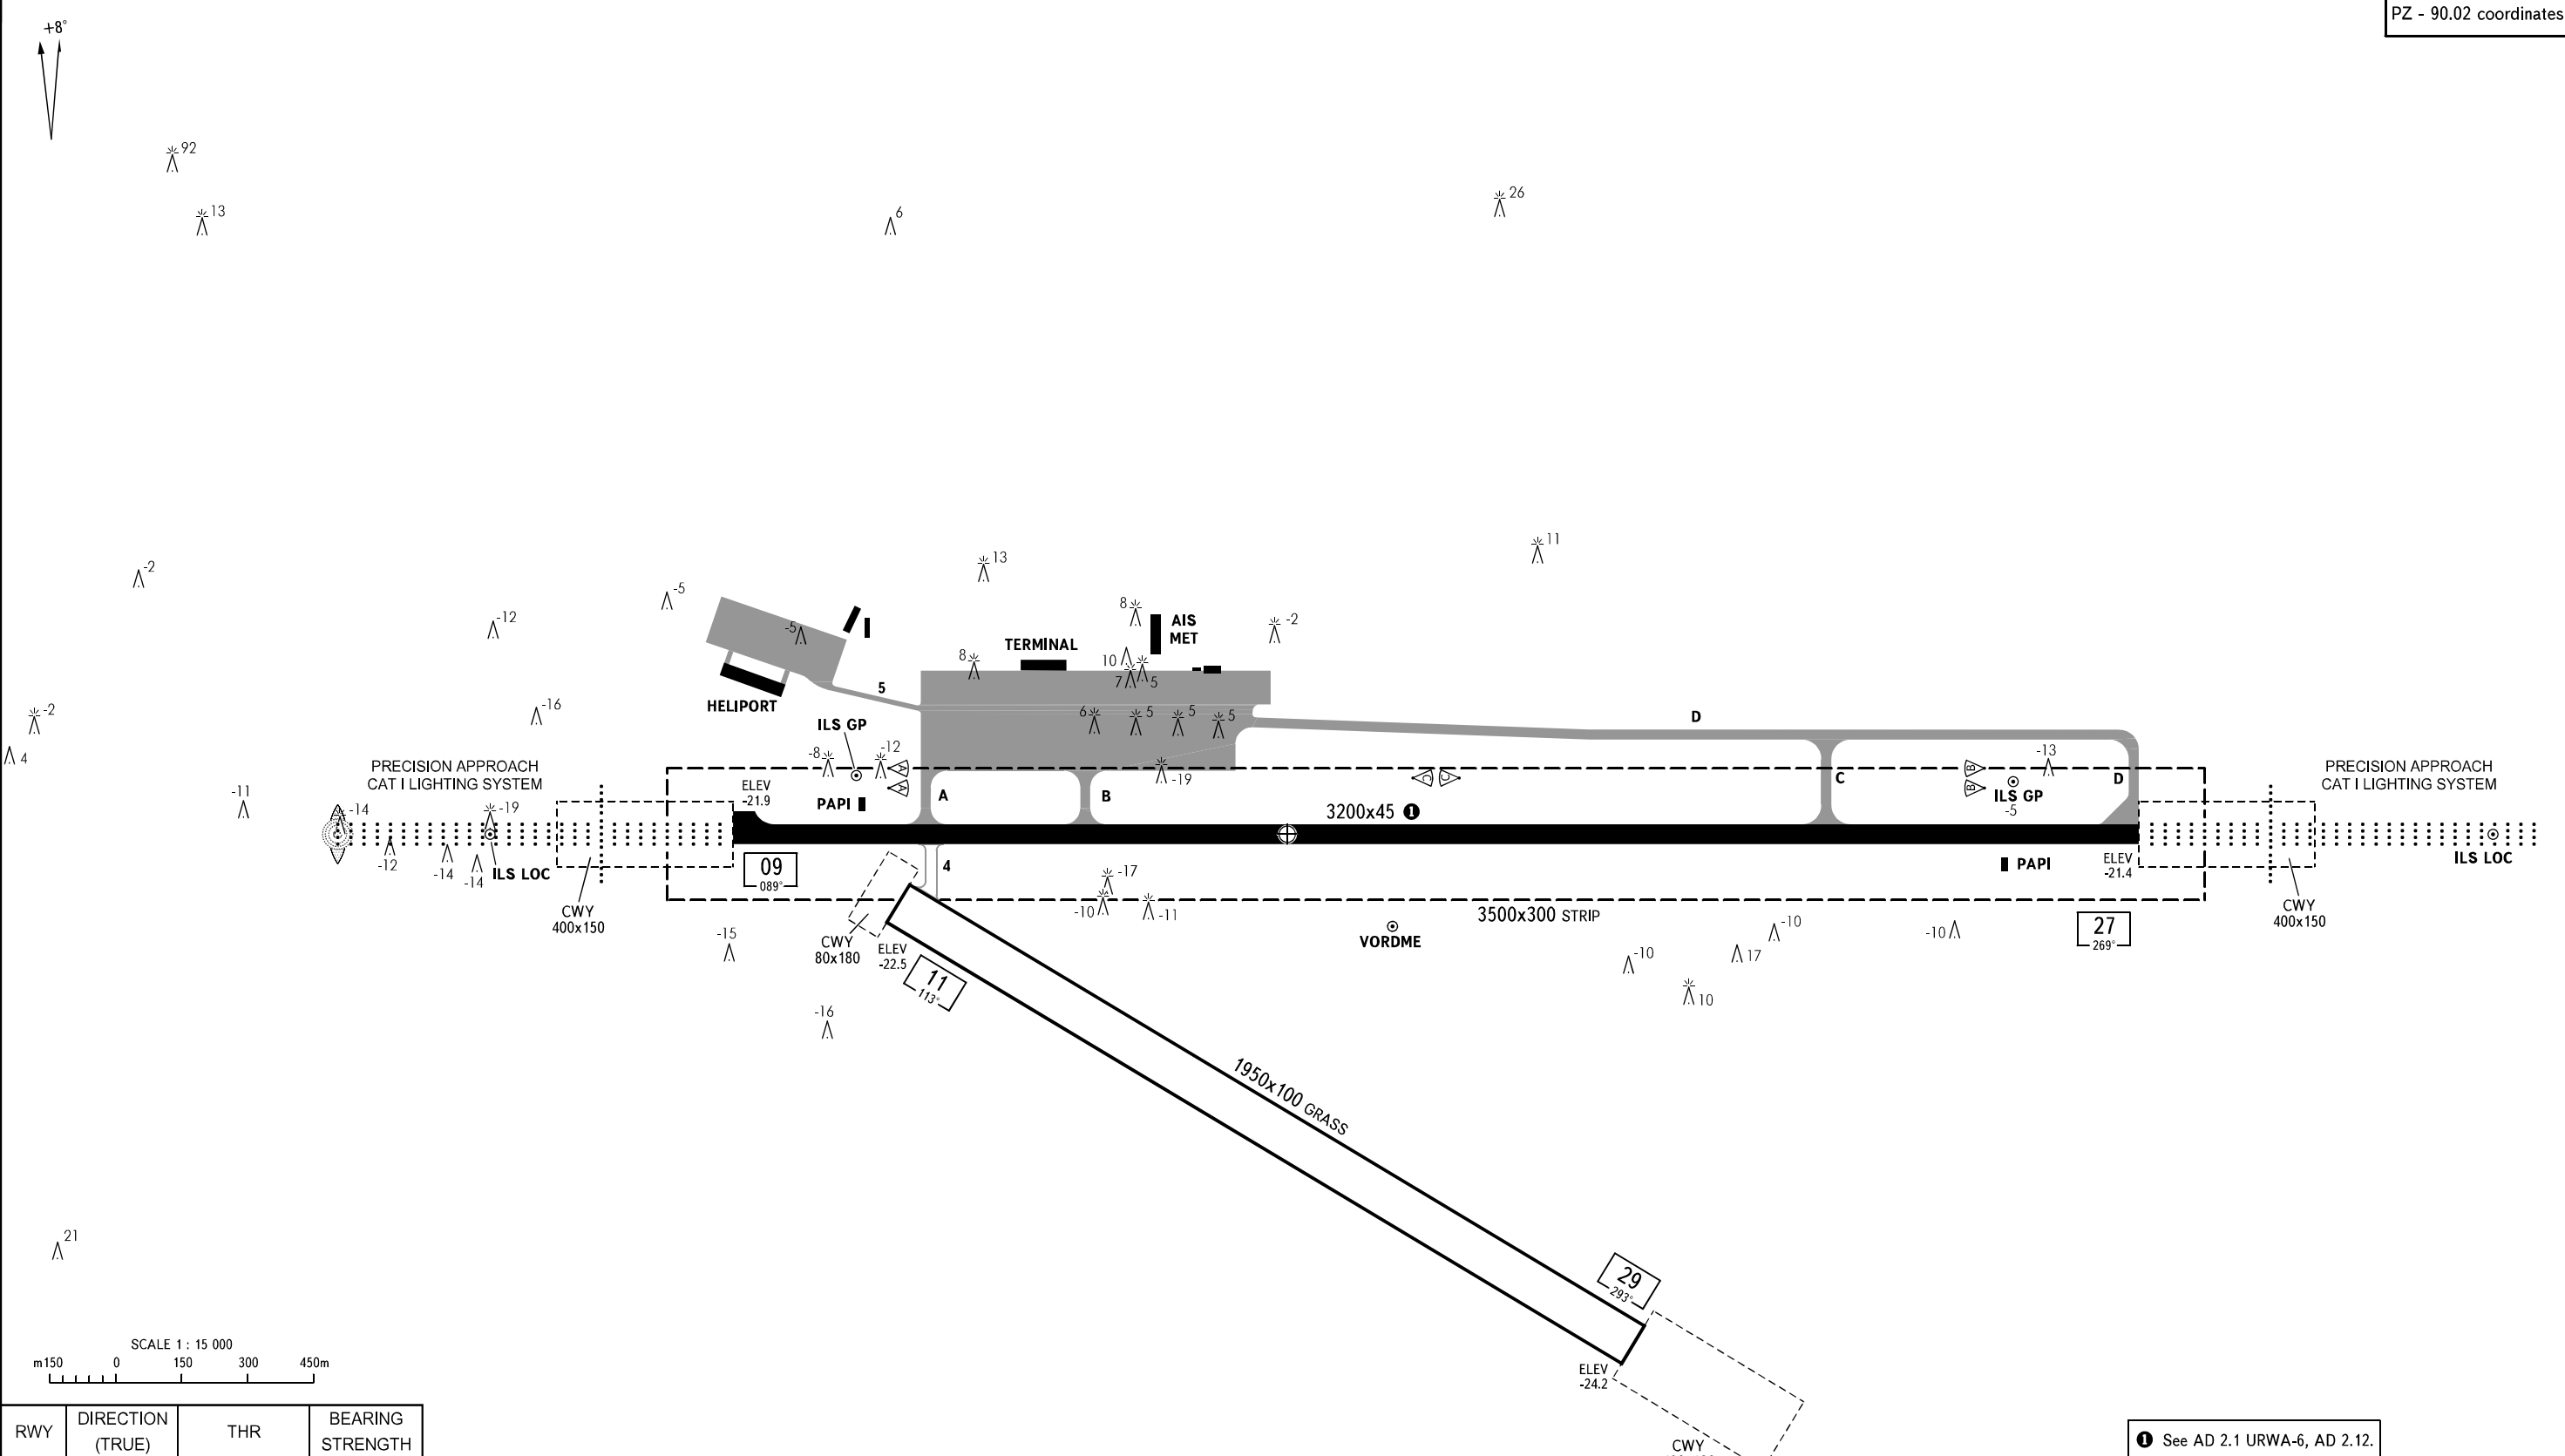 PZ - 90.02 coordinates
+8°
92
13
6
26
-2
-12
-5
13
11
-5
8
AIS
MET
-2
TERMINAL
8
10
7
5
5
HELIPORT
-2
4
-16
ILS GP
6
5
5
5
D
-8
-12
A
A
-19
C
C
B
B
-13
PRECISION APPROACH
CAT I LIGHTING SYSTEM
PRECISION APPROACH
CAT I LIGHTING SYSTEM
-11
-14
-19
ELEV
-21.9
PAPI
A
B
3200x45 ❶
C
ILS GP
-5
D
-12
-14
-14
ILS LOC
09
089°
4
-17
PAPI
ELEV
-21.4
ILS LOC
CWY
400x150
-10
-11
3500x300 STRIP
27
269°
CWY
400x150
-15
CWY
80x180
ELEV
-22.5
VORDME
-10
17
-10
-10
10
11
113°
-16
1950x100 GRASS
21
29
293°
ELEV
-24.2
CWY
SCALE 1 : 15 000
m150 0 150 300 450m
RWY
DIRECTION
(TRUE)
THR
BEARING
STRENGTH
❶ See AD 2.1 URWA-6, AD 2.12.